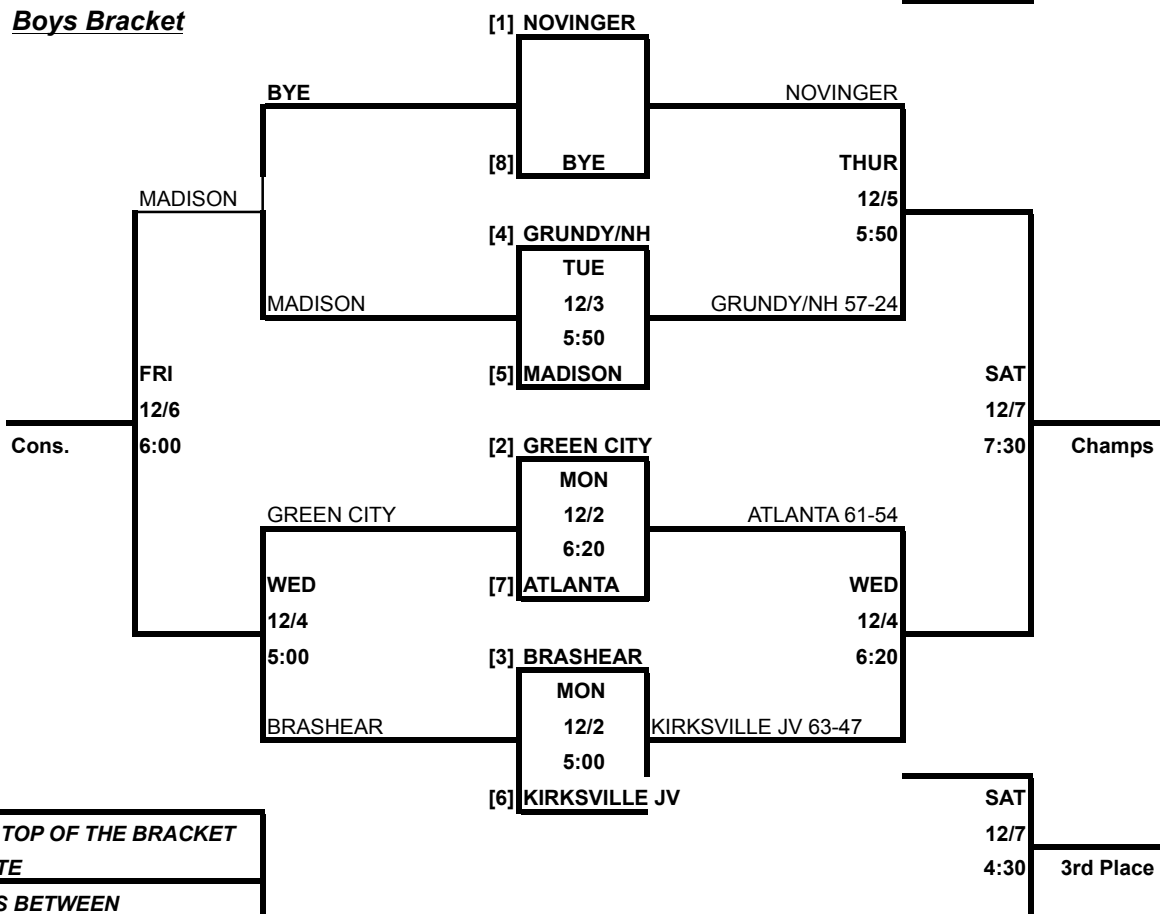 Boys Bracket
[1] NOVINGER
BYE
NOVINGER
[8] BYE
THUR
MADISON
12/5
[4] GRUNDY/NH
5:50
TUE
MADISON
12/3
GRUNDY/NH 57-24
5:50
FRI
[5] MADISON
SAT
12/6
12/7
Cons.
6:00
[2] GREEN CITY
7:30
Champs
MON
GREEN CITY
12/2
ATLANTA 61-54
6:20
WED
[7] ATLANTA
WED
12/4
12/4
5:00
[3] BRASHEAR
6:20
MON
BRASHEAR
12/2
KIRKSVILLE JV 63-47
5:00
[6] KIRKSVILLE JV
SAT
TOP OF THE BRACKET
12/7
TE
4:30
3rd Place
S BETWEEN